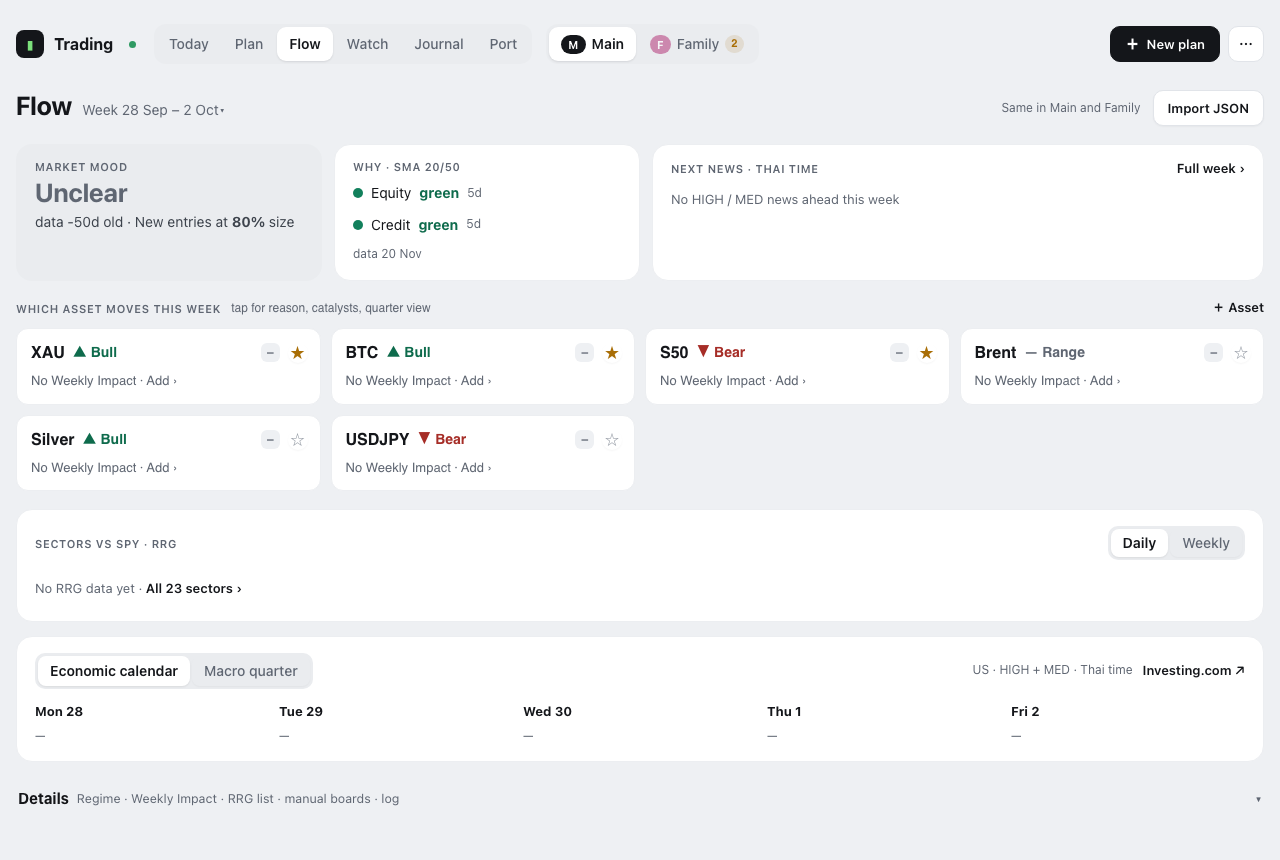 Trading Today Plan Flow Watch Journal Port M Main F Family 2 + New plan ...
Flow Week 28 Sep – 2 Oct▾ Same in Main and Family Import JSON
MARKET MOOD
Unclear
data -50d old · New entries at 80% size
WHY · SMA 20/50
Equity green 5d
Credit green 5d
data 20 Nov
NEXT NEWS · THAI TIME Full week ›
No HIGH / MED news ahead this week
WHICH ASSET MOVES THIS WEEK tap for reason, catalysts, quarter view + Asset
XAU ▲ Bull – ★
No Weekly Impact · Add ›
BTC ▲ Bull – ★
No Weekly Impact · Add ›
S50 ▼ Bear – ★
No Weekly Impact · Add ›
Brent — Range – ☆
No Weekly Impact · Add ›
Silver ▲ Bull – ☆
No Weekly Impact · Add ›
USDJPY ▼ Bear – ☆
No Weekly Impact · Add ›
SECTORS VS SPY · RRG Daily Weekly
No RRG data yet · All 23 sectors ›
Economic calendar Macro quarter US · HIGH + MED · Thai time Investing.com ↗
Mon 28 Tue 29 Wed 30 Thu 1 Fri 2
— — — — —
Details Regime · Weekly Impact · RRG list · manual boards · log ▾